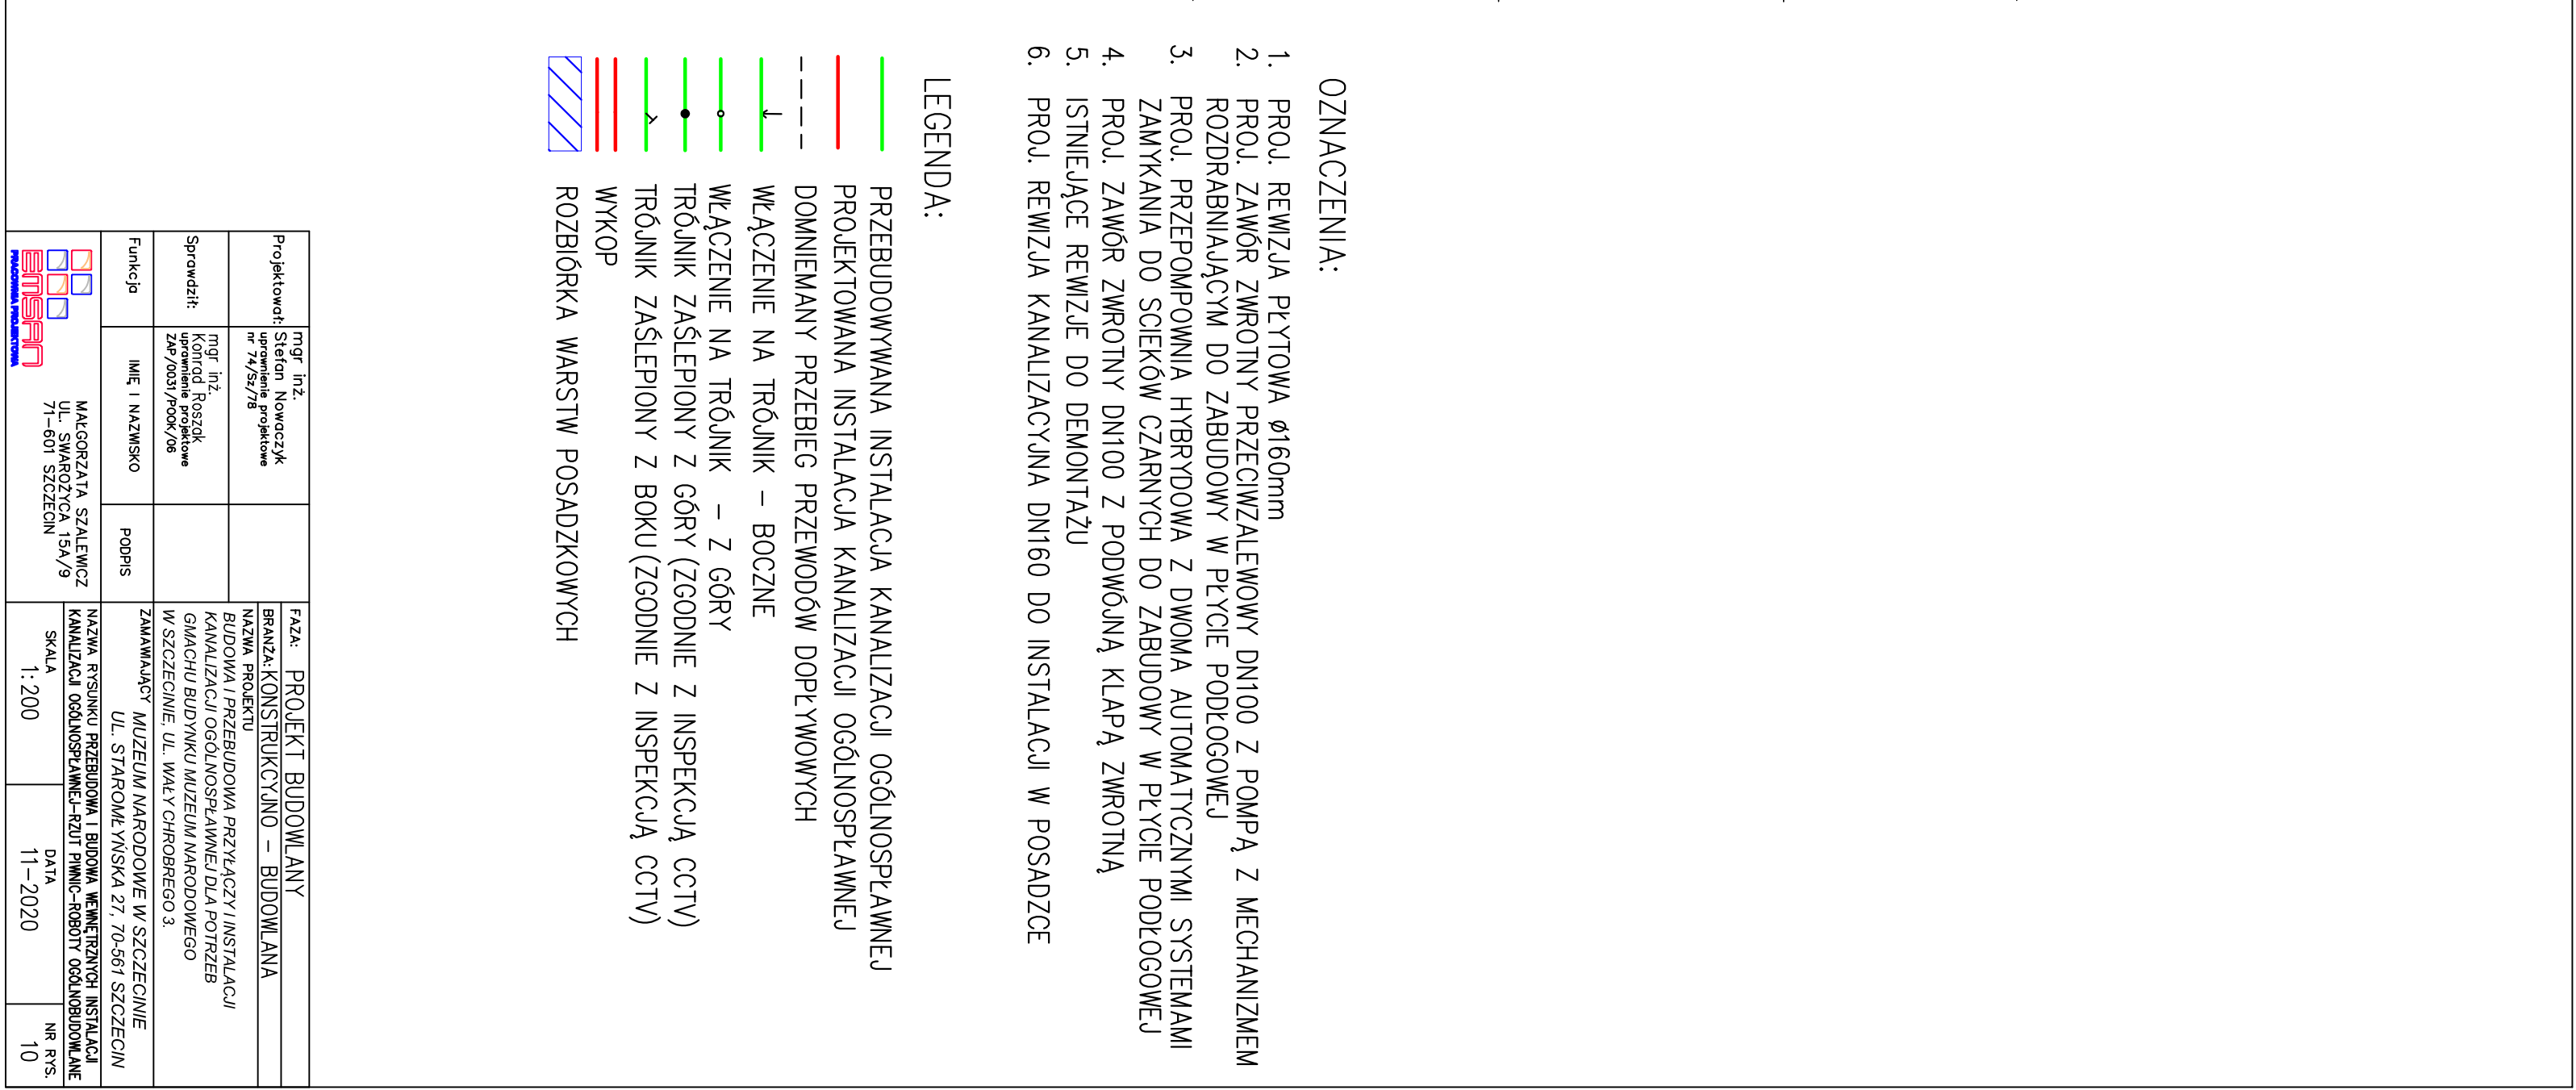 OZNACZENIA:
1. PROJ. REWIZJA PŁYTOWA ø160mm
2. PROJ. ZAWÓR ZWROTNY PRZECIWZALEWOWY DN100 Z POMPĄ Z MECHANIZMEM
ROZDRABNIAJĄCYM DO ZABUDOWY W PŁYCIE PODŁOGOWEJ
3. PROJ. PRZEPOMPOWNIA HYBRYDOWA Z DWOMA AUTOMATYCZNYMI SYSTEMAMI
ZAMYKANIA DO SCIEKÓW CZARNYCH DO ZABUDOWY W PŁYCIE PODŁOGOWEJ
4. PROJ. ZAWÓR ZWROTNY DN100 Z PODWÓJNĄ KLAPĄ ZWROTNĄ
5. ISTNIEJĄCE REWIZJE DO DEMONTAŻU
6. PROJ. REWIZJA KANALIZACYJNA DN160 DO INSTALACJI W POSADZCE
LEGENDA:
PRZEBUDOWYWANA INSTALACJA KANALIZACJI OGÓLNOSPŁAWNEJ
PROJEKTOWANA INSTALACJA KANALIZACJI OGÓLNOSPŁAWNEJ
DOMNIEMANY PRZEBIEG PRZEWODÓW DOPŁYWOWYCH
WŁĄCZENIE NA TRÓJNIK - BOCZNE
WŁĄCZENIE NA TRÓJNIK - Z GÓRY
TRÓJNIK ZAŚLEPIONY Z GÓRY (ZGODNIE Z INSPEKCJĄ CCTV)
TRÓJNIK ZAŚLEPIONY Z BOKU (ZGODNIE Z INSPEKCJĄ CCTV)
WYKOP
ROZBIÓRKA WARSTW POSADZKOWYCH
Projektował:
mgr inż.
Stefan Nowaczyk
uprawnienie projektowe
nr 74/Sz/78
Sprawdził:
mgr inż.
Konrad Roszak
uprawnienie projektowe
ZAP/0031/POOK/06
Funkcja
IMIĘ I NAZWISKO
PODPIS
EMSAN
PRACOWNIA PROJEKTOWA
MAŁGORZATA SZALEWICZ
UL. SWAROŻYCA 15A/9
71-601 SZCZECIN
FAZA: PROJEKT BUDOWLANY
BRANŻA: KONSTRUKCYJNO - BUDOWLANA
NAZWA PROJEKTU
BUDOWA I PRZEBUDOWA PRZYŁĄCZY I INSTALACJI
KANALIZACJI OGÓLNOSPŁAWNEJ DLA POTRZEB
GMACHU BUDYNKU MUZEUM NARODOWEGO
W SZCZECINIE, UL. WAŁY CHROBREGO 3.
ZAMAWIAJĄCY MUZEUM NARODOWE W SZCZECINIE
UL. STAROMŁYŃSKA 27, 70-561 SZCZECIN
NAZWA RYSUNKU PRZEBUDOWA I BUDOWA WEWNĘTRZNYCH INSTALACJI
KANALIZACJI OGÓLNOSPŁAWNEJ-RZUT PIWNIC-ROBOTY OGÓLNOBUDOWLANE
SKALA
1:200
DATA
11-2020
NR RYS.
10